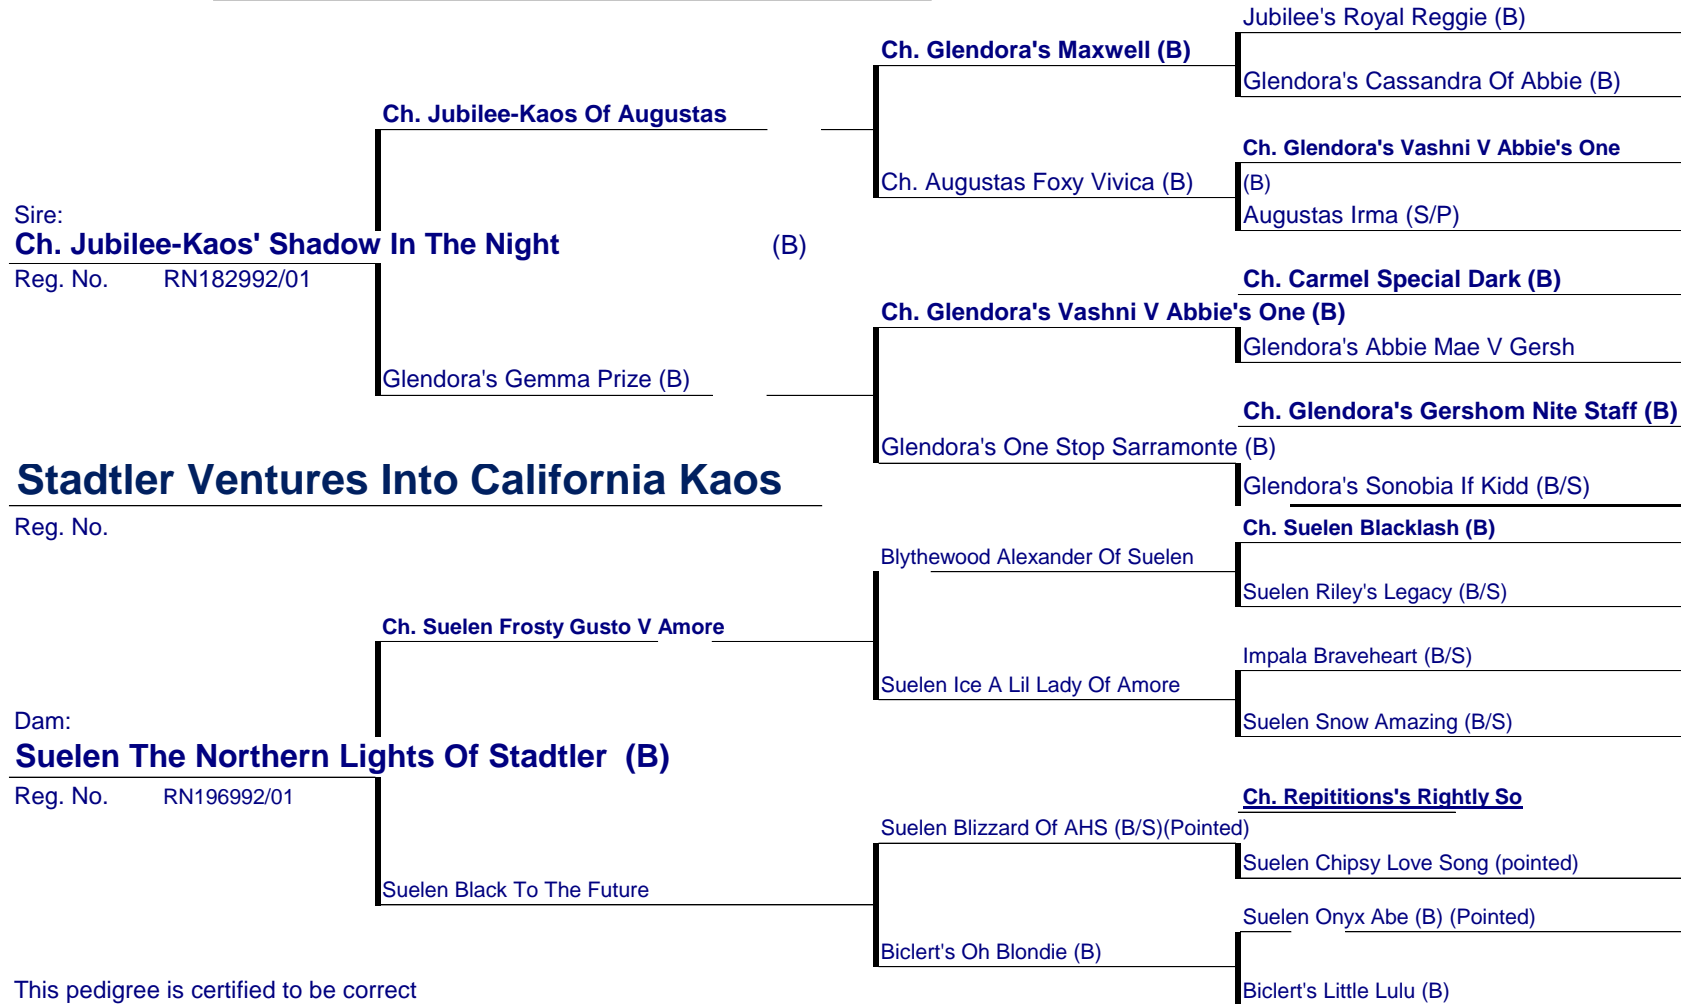 Jubilee's Royal Reggie (B)
Ch. Glendora's Maxwell (B)
Glendora's Cassandra Of Abbie (B)
Ch. Jubilee-Kaos Of Augustas
Ch. Glendora's Vashni V Abbie's One
(B)
Ch. Augustas Foxy Vivica (B)
Augustas Irma (S/P)
Sire:
Ch. Jubilee-Kaos' Shadow In The Night (B)
Reg. No. RN182992/01
Ch. Carmel Special Dark (B)
Ch. Glendora's Vashni V Abbie's One (B)
Glendora's Abbie Mae V Gersh
Glendora's Gemma Prize (B)
Ch. Glendora's Gershom Nite Staff (B)
Glendora's One Stop Sarramonte (B)
Glendora's Sonobia If Kidd (B/S)
Stadtler Ventures Into California Kaos
Reg. No.
Ch. Suelen Blacklash (B)
Blythewood Alexander Of Suelen
Suelen Riley's Legacy (B/S)
Ch. Suelen Frosty Gusto V Amore
Impala Braveheart (B/S)
Suelen Ice A Lil Lady Of Amore
Suelen Snow Amazing (B/S)
Dam:
Suelen The Northern Lights Of Stadtler (B)
Reg. No. RN196992/01
Ch. Repititions's Rightly So
Suelen Blizzard Of AHS (B/S)(Pointed)
Suelen Chipsy Love Song (pointed)
Suelen Black To The Future
Suelen Onyx Abe (B) (Pointed)
Biclert's Oh Blondie (B)
Biclert's Little Lulu (B)
This pedigree is certified to be correct